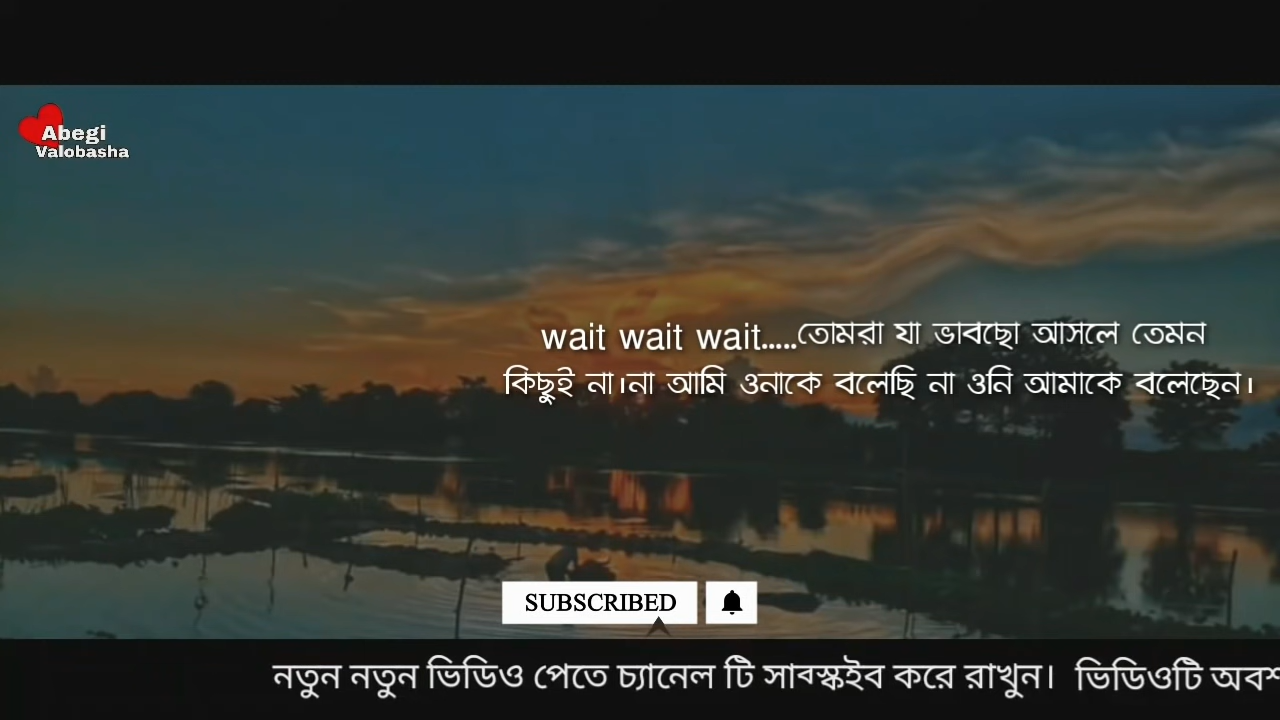 Abegi
Valobasha
wait wait wait.....তোমরা যা ভাবছো আসলে তেমন
কিছুই না।না আমি ওনাকে বলেছি না ওনি আমাকে বলেছেন।
SUBSCRIBED
নতুন নতুন ভিডিও পেতে চ্যানেল টি সাবস্ক্রইব করে রাখুন। ভিডিওটি